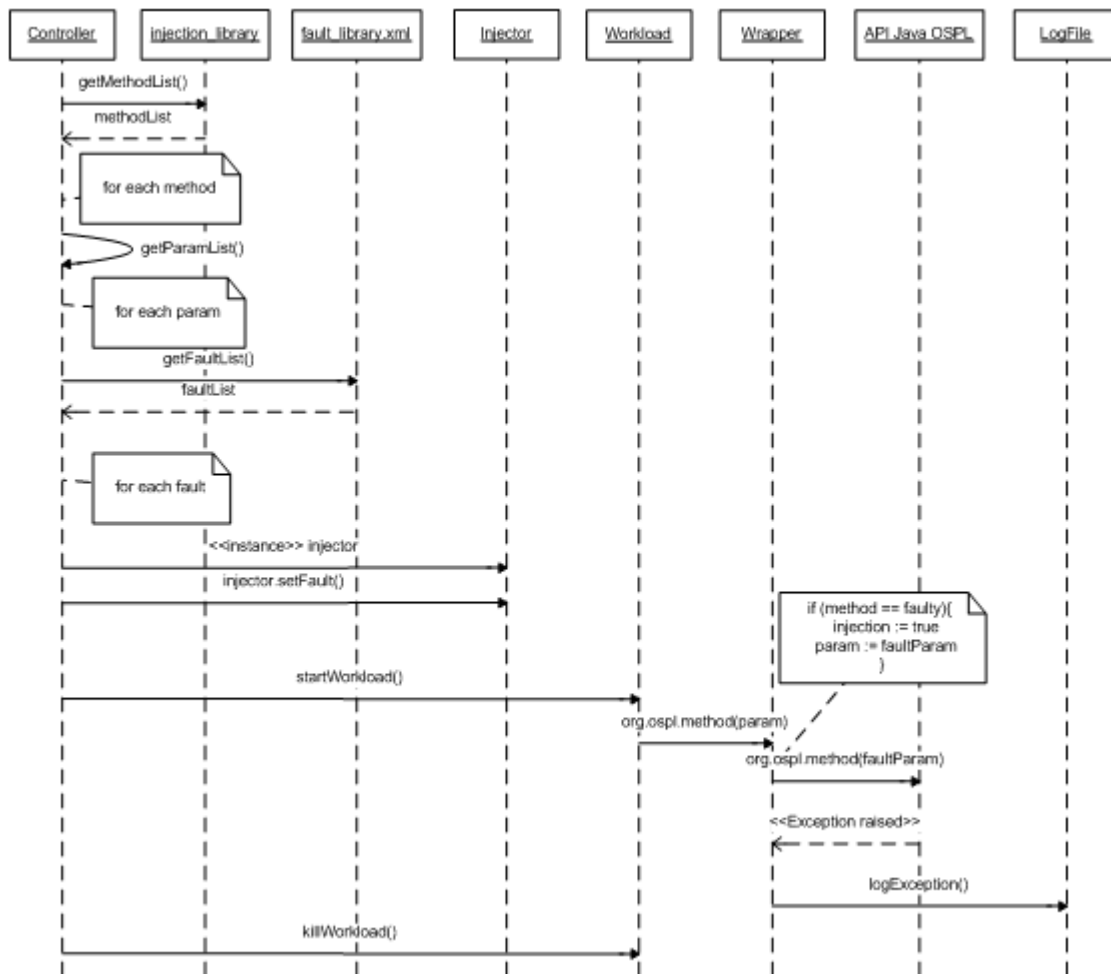 Controller
injection_library
fault_library.xml
Injector
Workload
Wrapper
API Java OSPL
LogFile
getMethodList()
methodList
for each method
getParamList()
for each param
getFaultList()
faultList
for each fault
<<instance>> injector
injector.setFault()
if (method == faulty){
injection := true
param := faultParam
}
startWorkload()
org.ospl.method(param)
org.ospl.method(faultParam)
<<Exception raised>>
logException()
killWorkload()